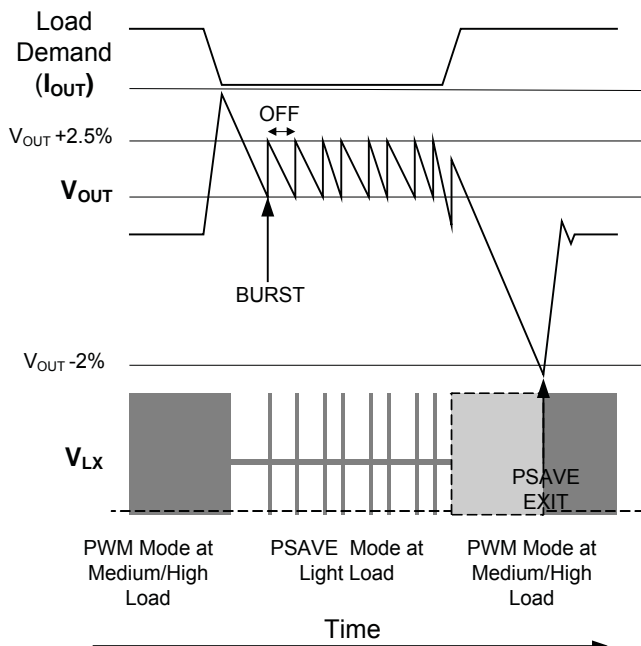 Load
Demand
(IOUT)
OFF
VOUT +2.5%
VOUT
BURST
VOUT -2%
VLX
PSAVE
EXIT
PWM Mode at
Medium/High
Load
PSAVE Mode at
Light Load
PWM Mode at
Medium/High
Load
Time